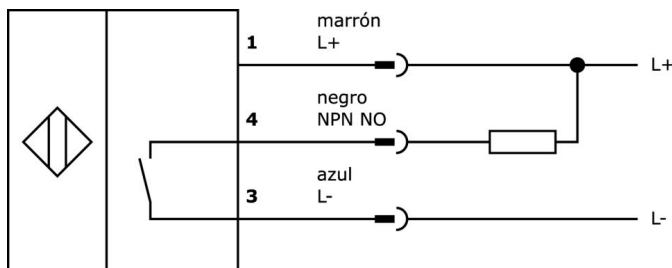 marrón
1 L+
L+
negro
4 NPN NO
azul
3 L-
L-